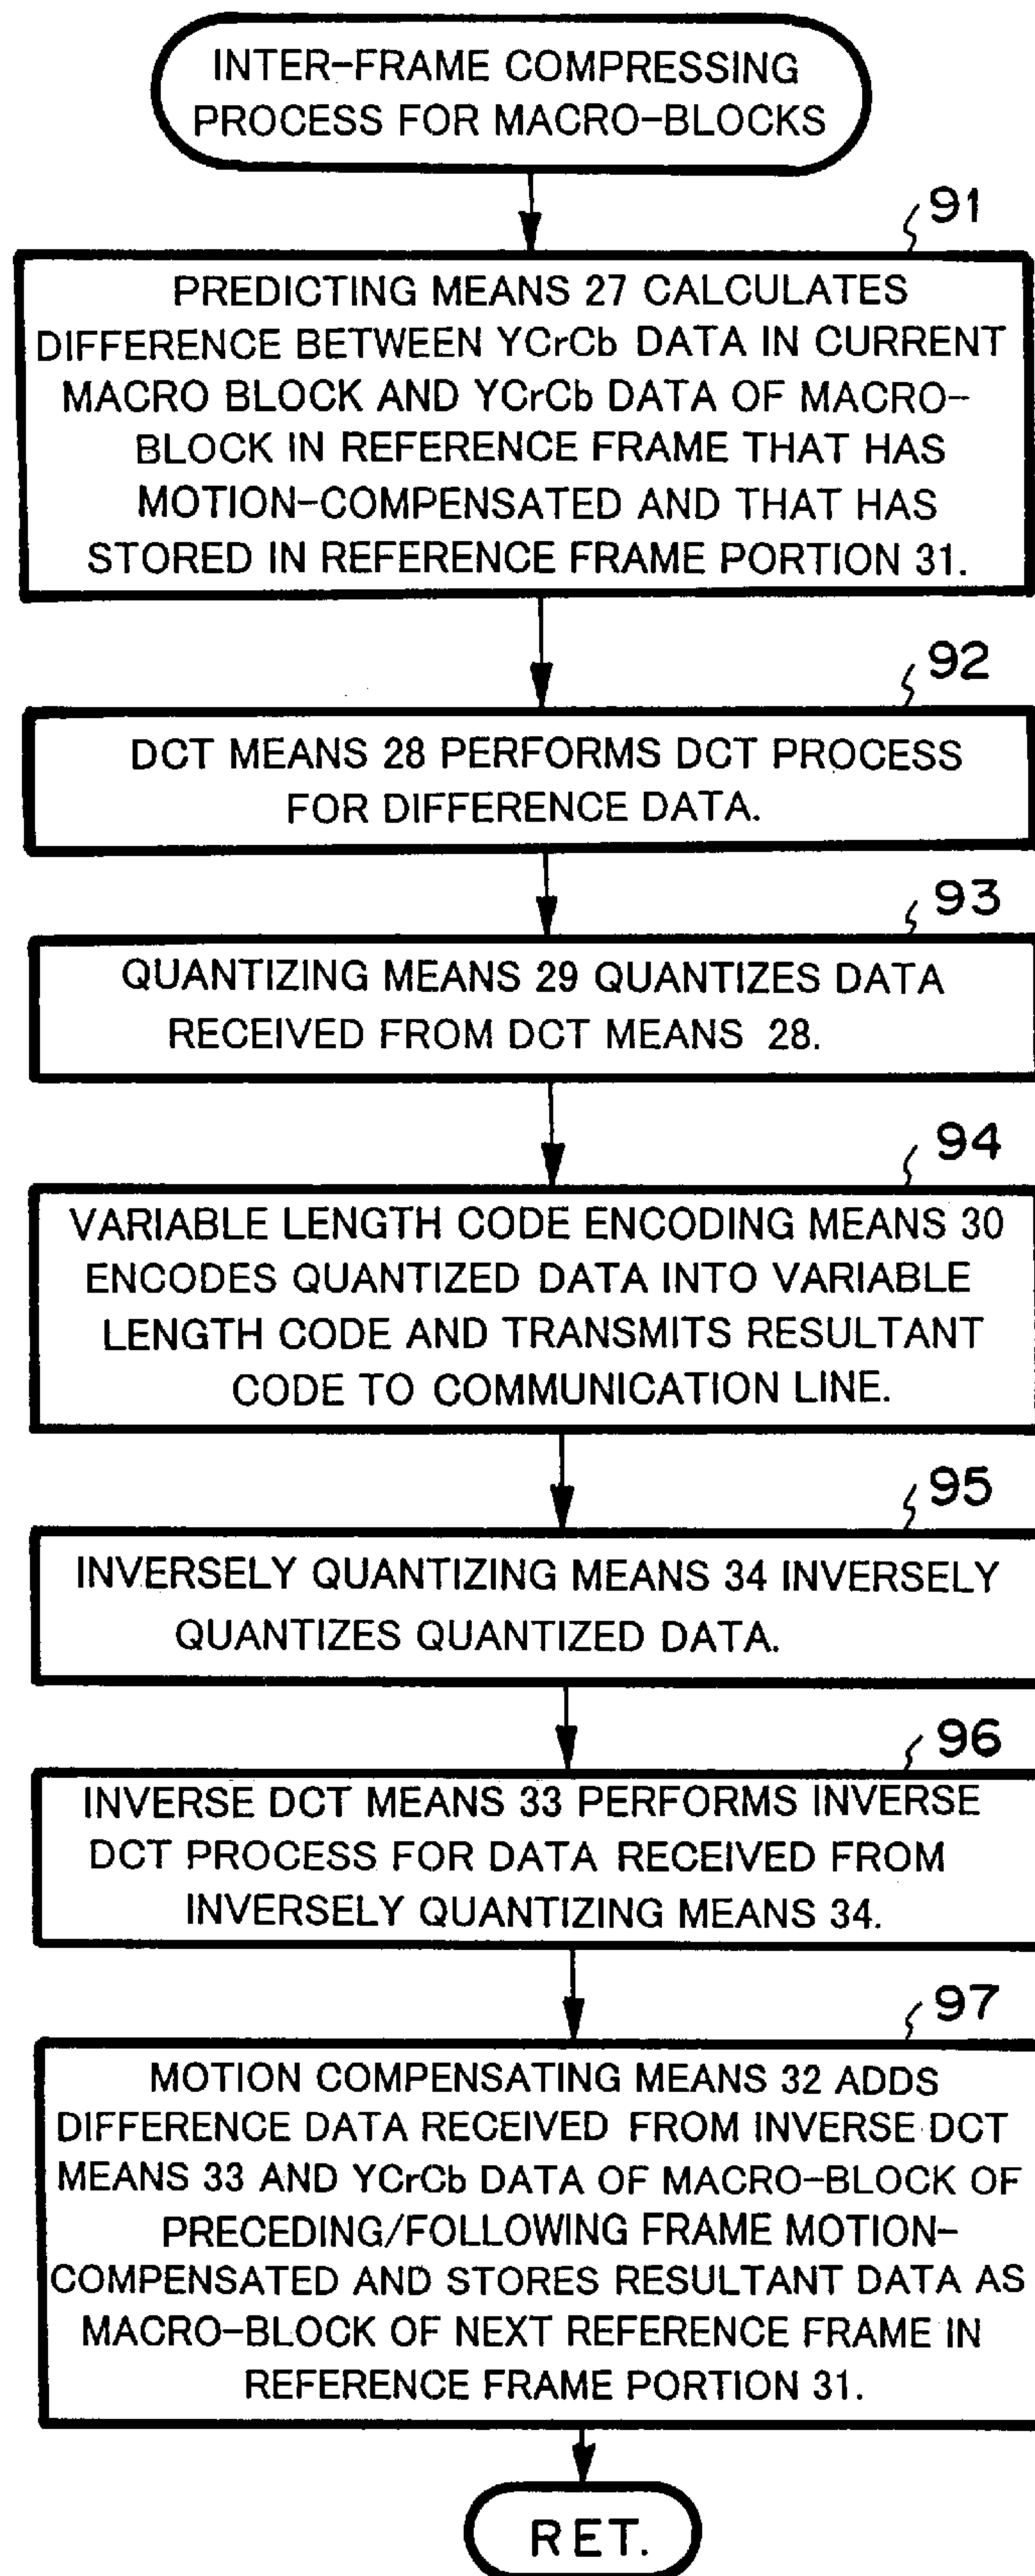 INTER-FRAME COMPRESSING
PROCESS FOR MACRO-BLOCKS
91
PREDICTING MEANS 27 CALCULATES
DIFFERENCE BETWEEN YCrCb DATA IN CURRENT
MACRO BLOCK AND YCrCb DATA OF MACRO-
BLOCK IN REFERENCE FRAME THAT HAS
MOTION-COMPENSATED AND THAT HAS
STORED IN REFERENCE FRAME PORTION 31.
92
DCT MEANS 28 PERFORMS DCT PROCESS
FOR DIFFERENCE DATA.
93
QUANTIZING MEANS 29 QUANTIZES DATA
RECEIVED FROM DCT MEANS 28.
94
VARIABLE LENGTH CODE ENCODING MEANS 30
ENCODES QUANTIZED DATA INTO VARIABLE
LENGTH CODE AND TRANSMITS RESULTANT
CODE TO COMMUNICATION LINE.
95
INVERSELY QUANTIZING MEANS 34 INVERSELY
QUANTIZES QUANTIZED DATA.
96
INVERSE DCT MEANS 33 PERFORMS INVERSE
DCT PROCESS FOR DATA RECEIVED FROM
INVERSELY QUANTIZING MEANS 34.
97
MOTION COMPENSATING MEANS 32 ADDS
DIFFERENCE DATA RECEIVED FROM INVERSE DCT
MEANS 33 AND YCrCb DATA OF MACRO-BLOCK OF
PRECEDING/FOLLOWING FRAME MOTION-
COMPENSATED AND STORES RESULTANT DATA AS
MACRO-BLOCK OF NEXT REFERENCE FRAME IN
REFERENCE FRAME PORTION 31.
RET.